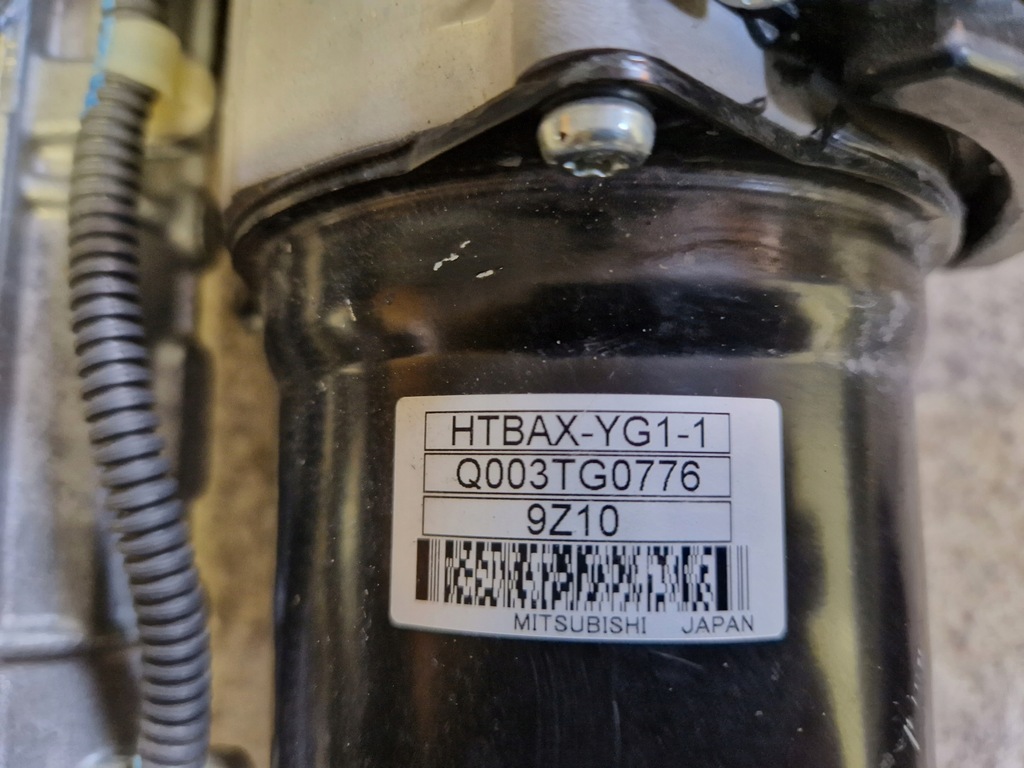 HTBAX-YG1-1
Q003TG0776
9Z10
MITSUBISHI JAPAN